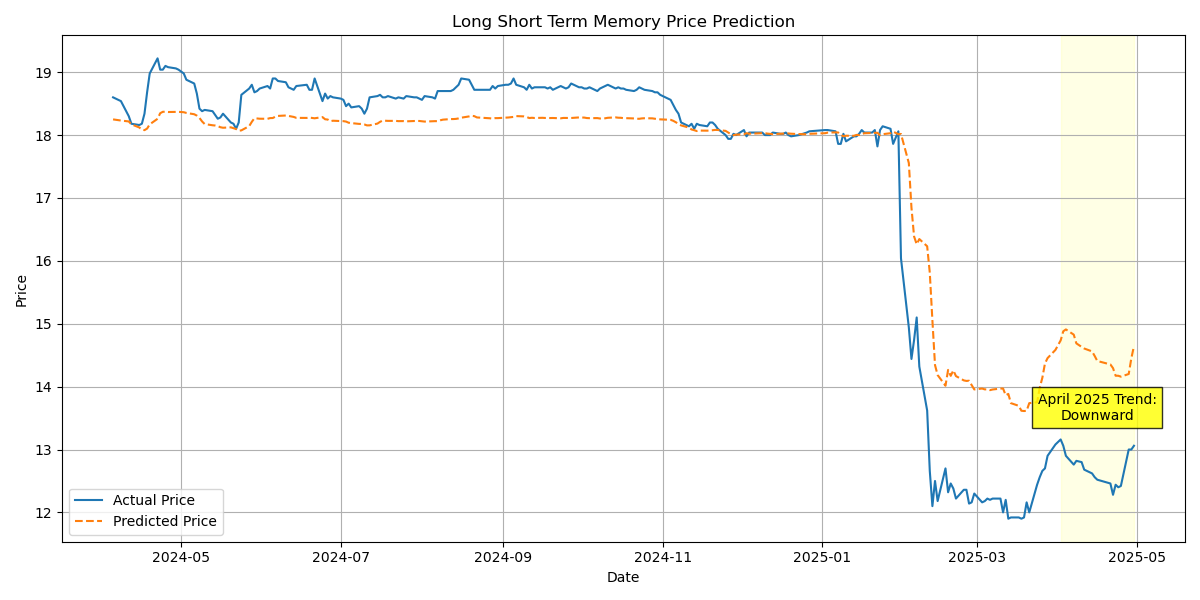 Long Short Term Memory Price Prediction
Price
19
18
17
16
15
14
13
12
April 2025 Trend:
Downward
Actual Price
Predicted Price
2024-05 2024-07 2024-09 2024-11 2025-01 2025-03 2025-05
Date